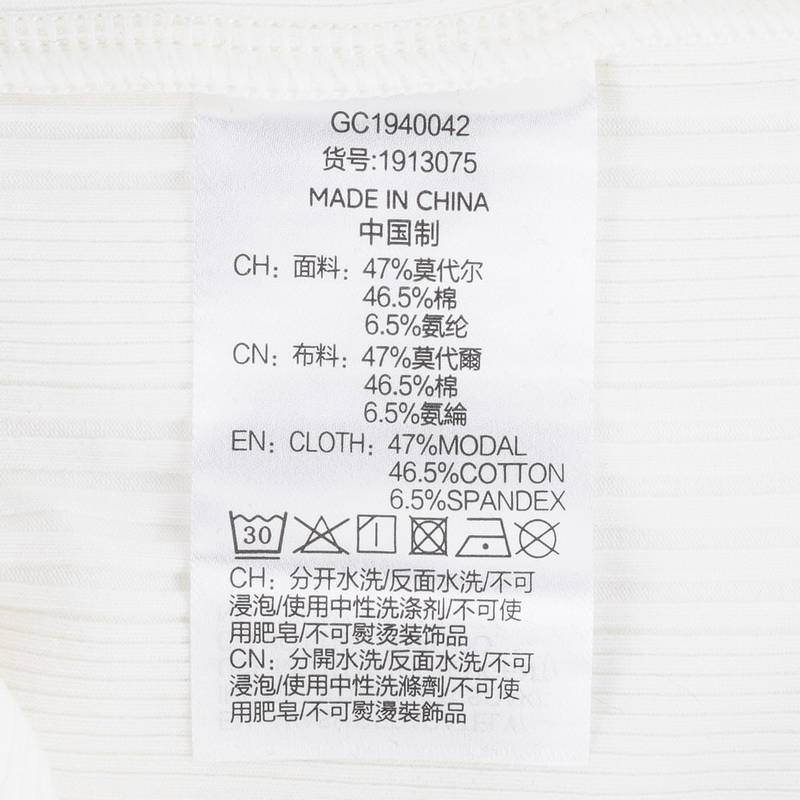 GC1940042
货号:1913075
MADE IN CHINA
中国制
CH: 面料: 47%莫代尔
46.5%棉
6.5%氨纶
CN: 布料: 47%莫代爾
46.5%棉
6.5%氨綸
EN: CLOTH: 47%MODAL
46.5%COTTON
6.5%SPANDEX
30
CH: 分开水洗/反面水洗/不可
浸泡/使用中性洗涤剂/不可使
用肥皂/不可熨烫装饰品
CN: 分開水洗/反面水洗/不可
浸泡/使用中性洗滌劑/不可使
用肥皂/不可熨燙裝飾品